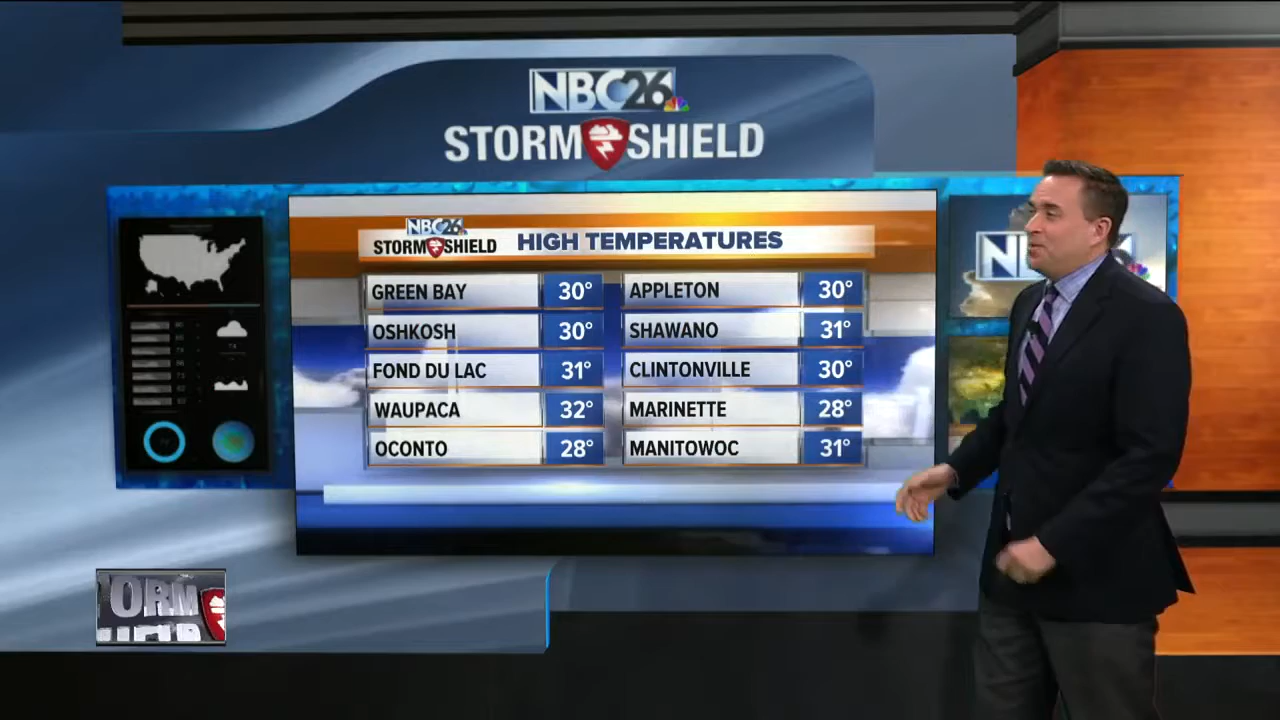 NBC26
STORM SHIELD
NBC26
STORM SHIELD
HIGH TEMPERATURES
GREEN BAY 30° APPLETON 30°
OSHKOSH 30° SHAWANO 31°
FOND DU LAC 31° CLINTONVILLE 30°
WAUPACA 32° MARINETTE 28°
OCONTO 28° MANITOWOC 31°